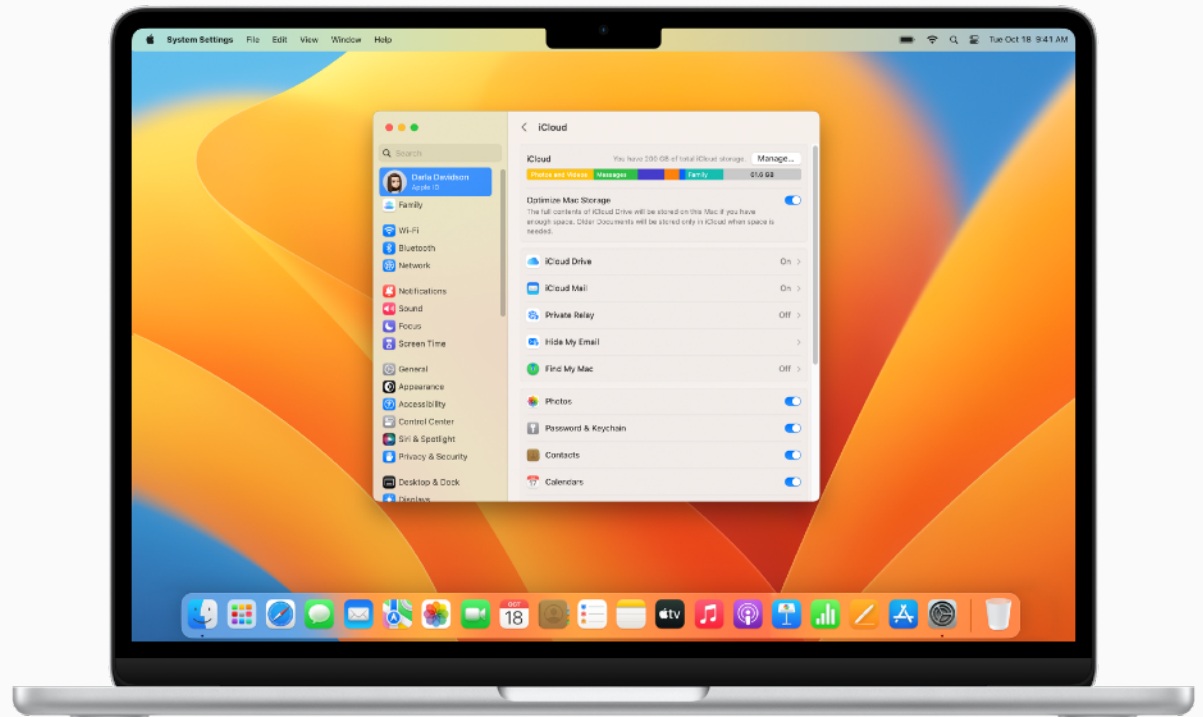 System Settings File Edit View Window Help
Tue Oct 18 9:41 AM
Search
Darla Davidson
Apple ID
Family
Wi-Fi
Bluetooth
Network
Notifications
Sound
Focus
Screen Time
General
Appearance
Accessibility
Control Center
Siri & Spotlight
Privacy & Security
Desktop & Dock
Displays
iCloud
iCloud You have 200 GB of total iCloud storage. Manage...
Photos and Videos Messages Family 61.6 GB
Optimize Mac Storage
The full contents of iCloud Drive will be stored on this Mac if you have
enough space. Older Documents will be stored only in iCloud when space is
needed.
iCloud Drive On
iCloud Mail On
Private Relay Off
Hide My Email
Find My Mac Off
Photos
Password & Keychain
Contacts
17
Calendars
OCT
18
tv